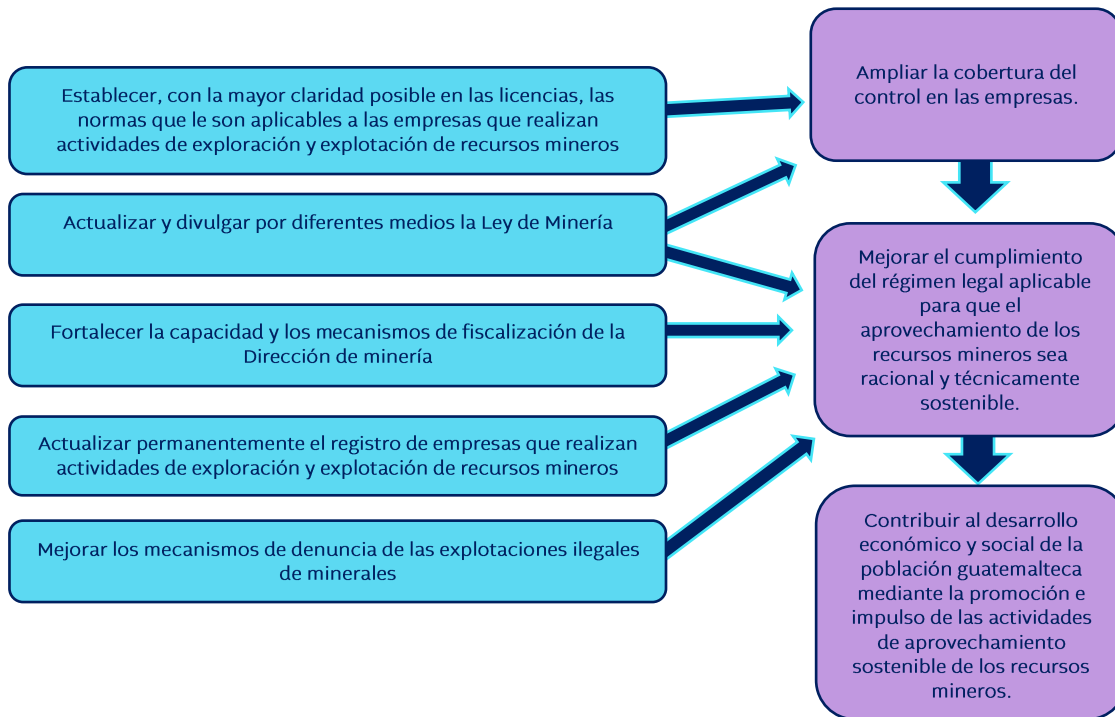 Establecer, con la mayor claridad posible en las licencias, las
normas que le son aplicables a las empresas que realizan
actividades de exploración y explotación de recursos mineros
Actualizar y divulgar por diferentes medios la Ley de Minería
Fortalecer la capacidad y los mecanismos de fiscalización de la
Dirección de minería
Actualizar permanentemente el registro de empresas que realizan
actividades de exploración y explotación de recursos mineros
Mejorar los mecanismos de denuncia de las explotaciones ilegales
de minerales
Ampliar la cobertura del
control en las empresas.
Mejorar el cumplimiento
del régimen legal aplicable
para que el
aprovechamiento de los
recursos mineros sea
racional y técnicamente
sostenible.
Contribuir al desarrollo
económico y social de la
población guatemalteca
mediante la promoción e
impulso de las actividades
de aprovechamiento
sostenible de los recursos
mineros.